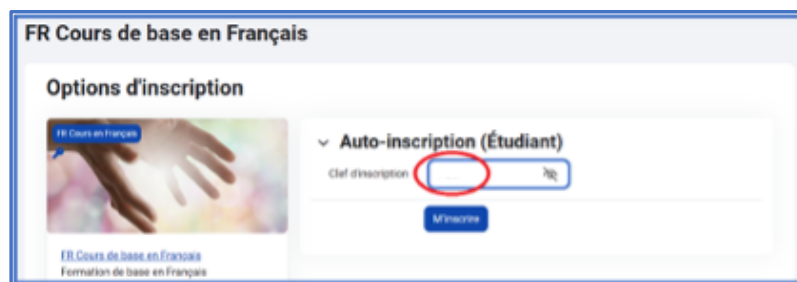 FR Cours de base en Français
Options d'inscription
FR Cours en Français
Auto-inscription (Étudiant)
Clef d'inscription
M'inscrire
FR Cours de base en Français
Formation de base en Français